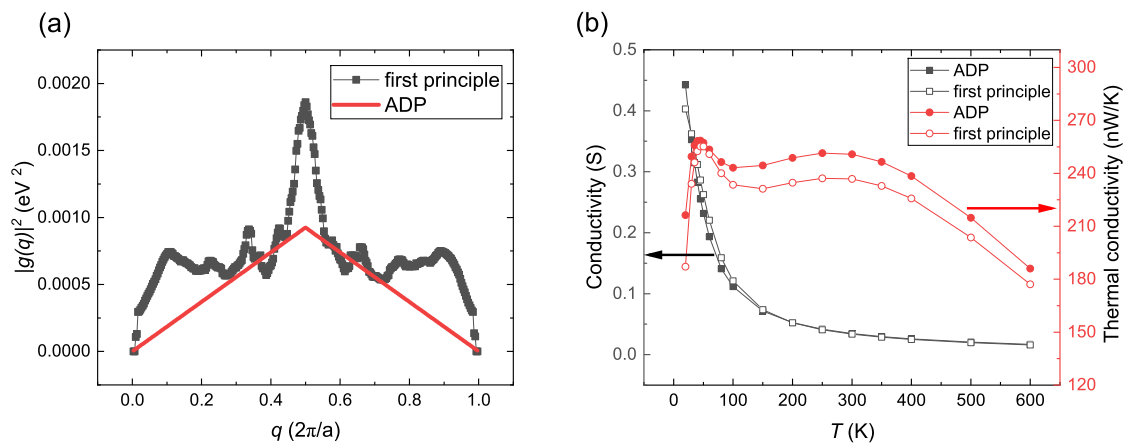 (a)
|g(q)|² (eV ²)
0.0020
0.0015
0.0010
0.0005
0.0000
first principle
ADP
0.0 0.2 0.4 0.6 0.8 1.0
q (2π/a)
(b)
Conductivity (S)
0.5
0.4
0.3
0.2
0.1
0.0
ADP
first principle
ADP
first principle
300
270
240
210
180
150
120
Thermal conductivity (nW/K)
0 100 200 300 400 500 600
T (K)